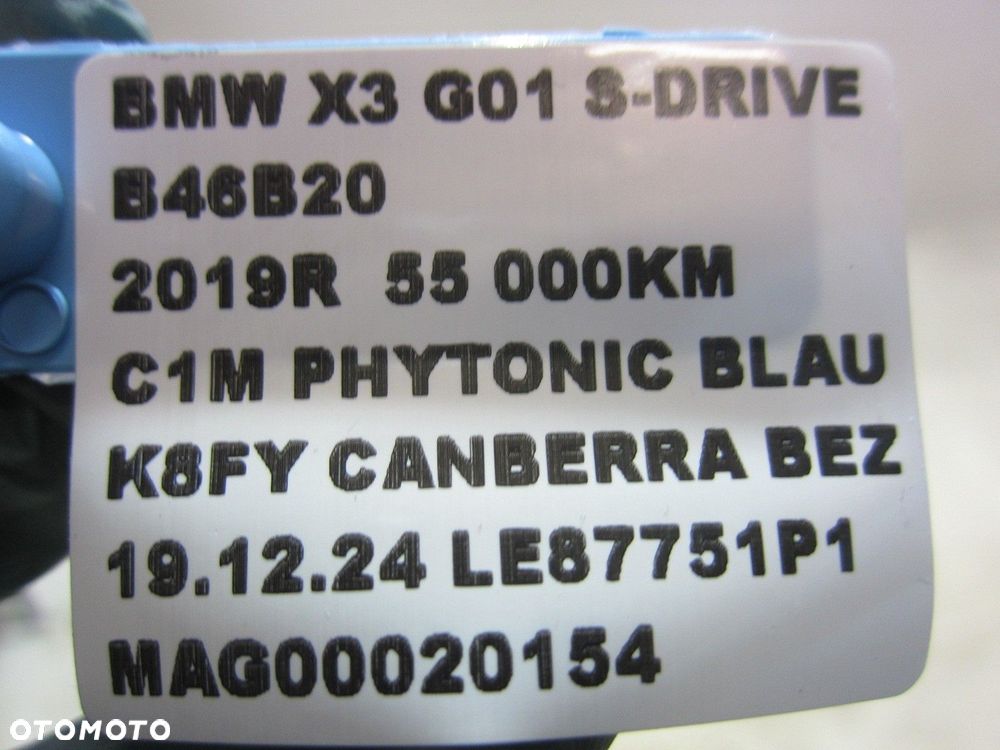 BMW X3 G01 S-DRIVE
B46B20
2019R 55 000KM
C1M PHYTONIC BLAU
K8FY CANBERRA BEZ
19.12.24 LE87751P1
MAG00020154
OTOMOTO